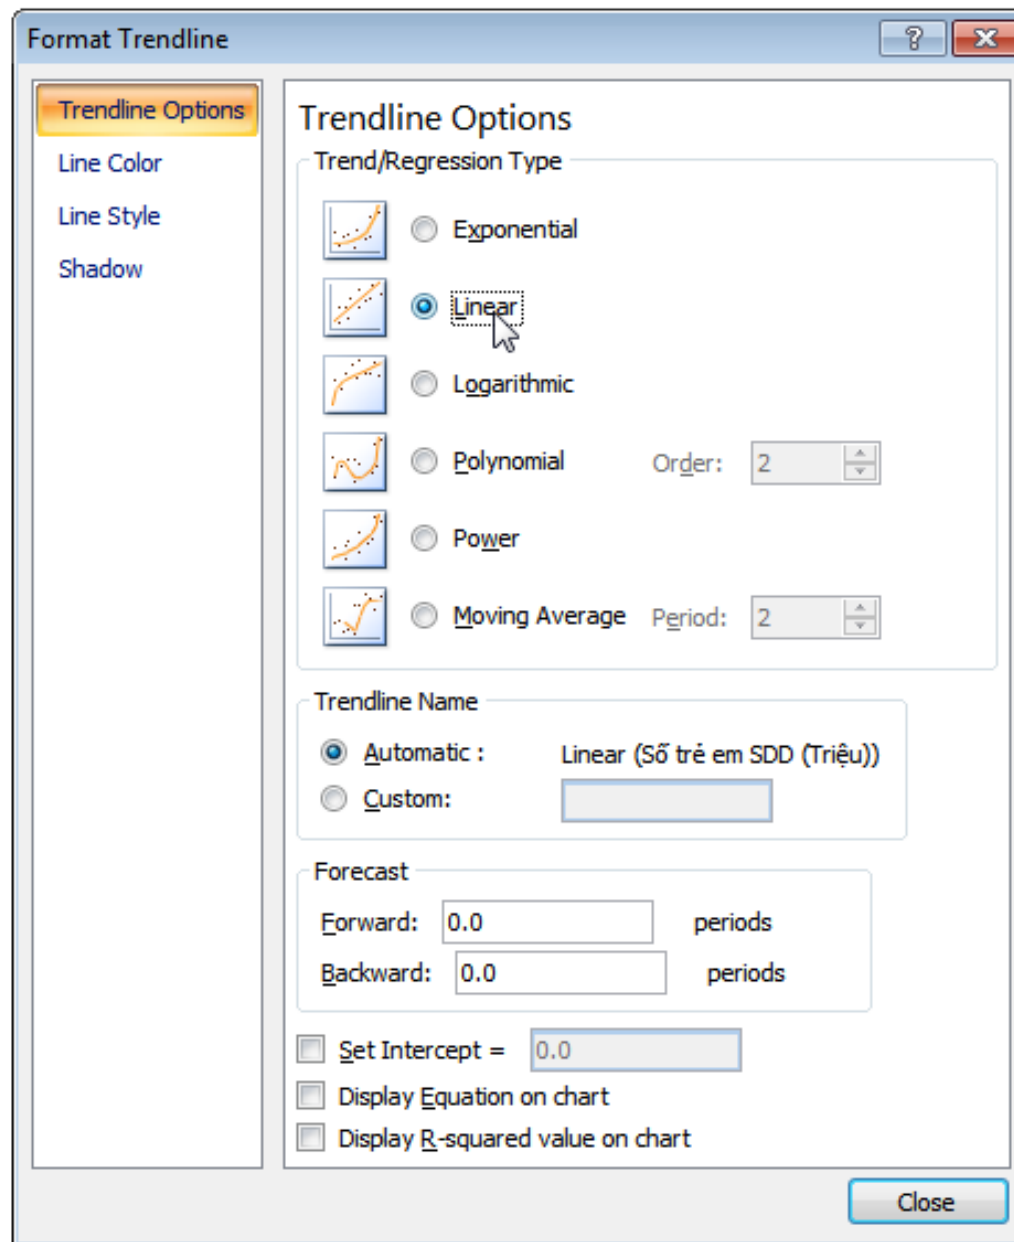 Format Trendline
Trendline Options
Line Color
Line Style
Shadow
Trendline Options
Trend/Regression Type
Exponential
Linear
Logarithmic
Polynomial Order: 2
Power
Moving Average Period: 2
Trendline Name
Automatic : Linear (Số trẻ em SDD (Triệu))
Custom:
Forecast
Forward: 0.0 periods
Backward: 0.0 periods
Set Intercept = 0.0
Display Equation on chart
Display R-squared value on chart
Close